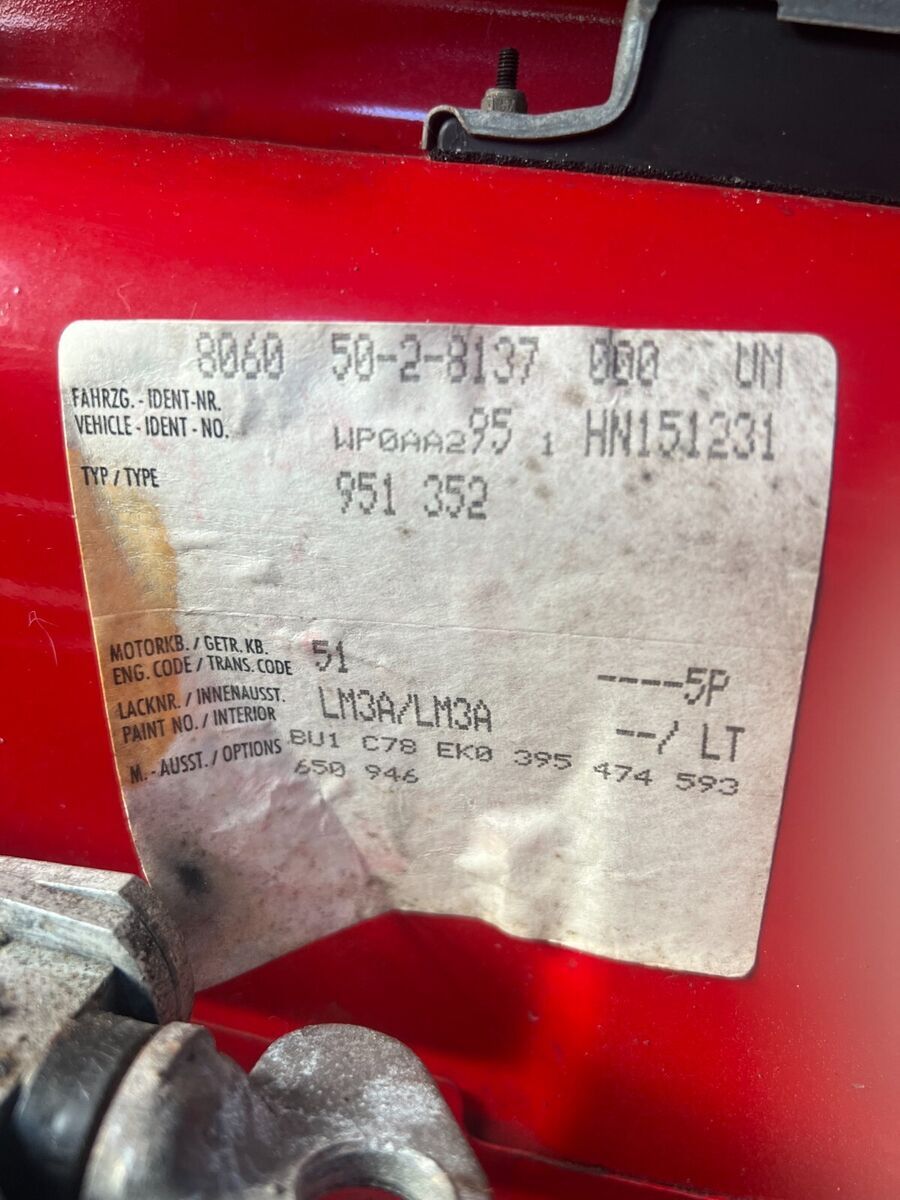 8060 50-2-8137 000 UM
FAHRZG. - IDENT-NR.
VEHICLE - IDENT - NO. WP0AA295 1 HN151231
TYP / TYPE 951 352
MOTORKB. / GETR. KB.
ENG. CODE / TRANS. CODE 51 ----5P
LACKNR. / INNENAUSST.
PAINT NO. / INTERIOR LM3A/LM3A --/ LT
M. - AUSST. / OPTIONS 8U1 C78 EK0 395 474 593
650 946